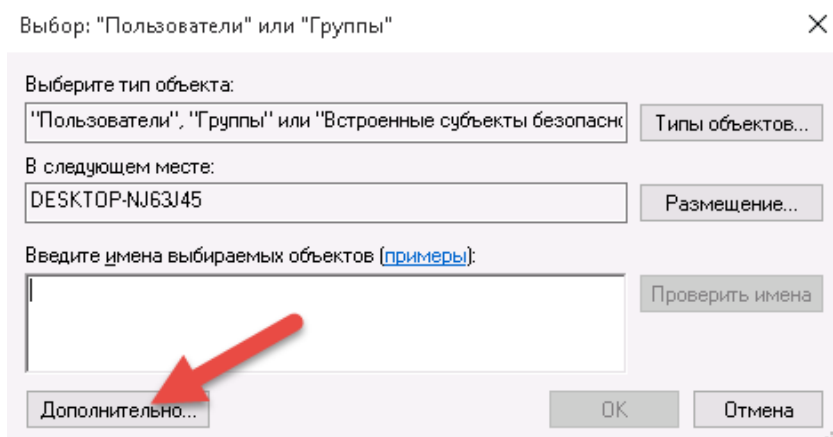 Выбор: "Пользователи" или "Группы"
Выберите тип объекта:
"Пользователи", "Группы" или "Встроенные субъекты безопасно
Типы объектов...
В следующем месте:
DESKTOP-NJ63J45
Размещение...
Введите имена выбираемых объектов (примеры):
Проверить имена
Дополнительно...
OK
Отмена